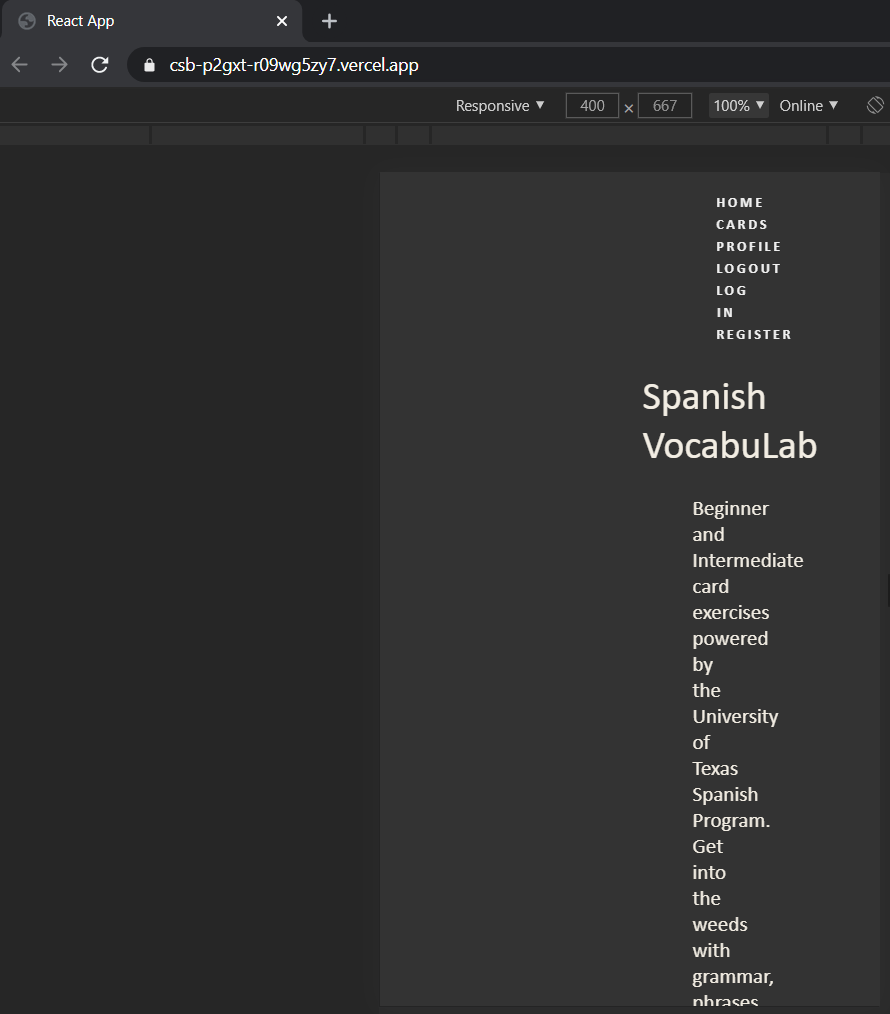 React App
csb-p2gxt-r09wg5zy7.vercel.app
Responsive ▼ 400 × 667 100% ▼ Online ▼
HOME
CARDS
PROFILE
LOGOUT
LOG
IN
REGISTER
Spanish
VocabuLab
Beginner
and
Intermediate
card
exercises
powered
by
the
University
of
Texas
Spanish
Program.
Get
into
the
weeds
with
grammar,
phrases